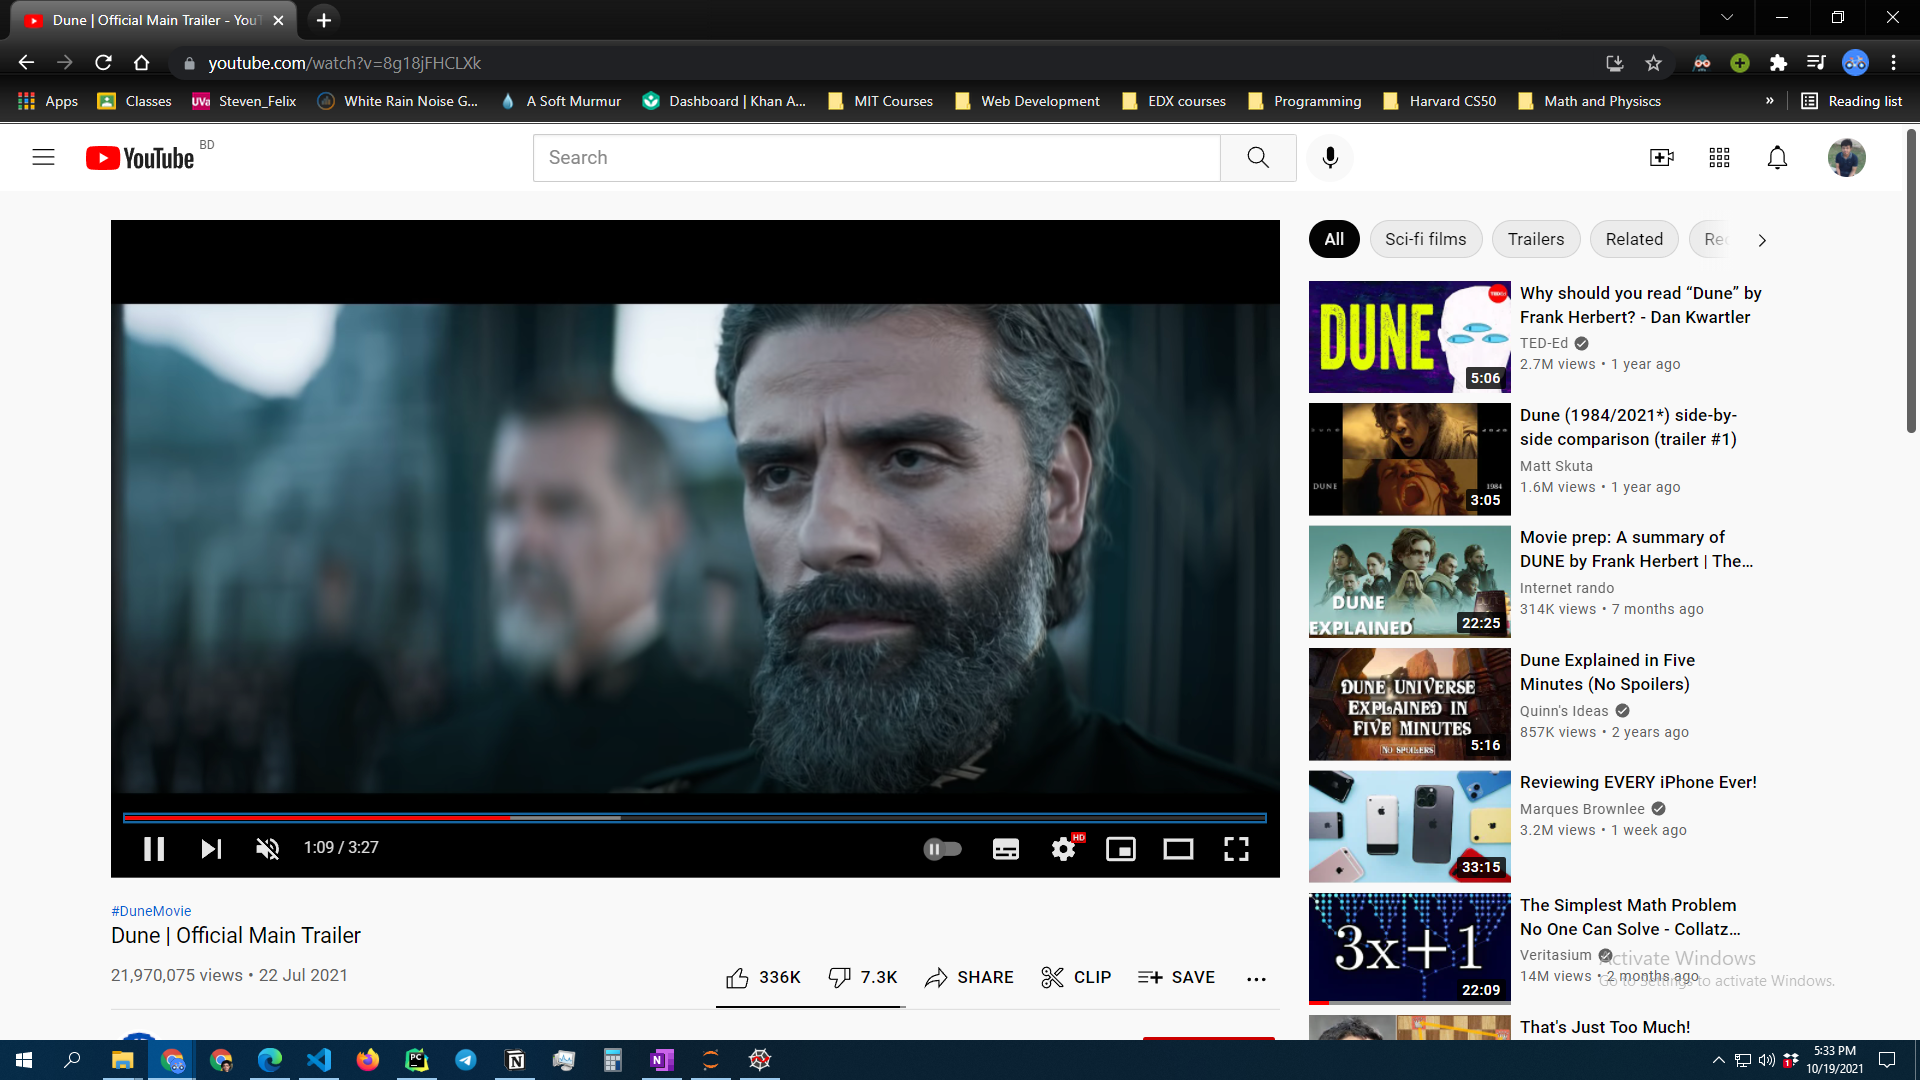 Dune | Official Main Trailer - YouT
youtube.com/watch?v=8g18jFHCLXk
Apps
Classes
UVa
Steven_Felix
White Rain Noise G...
A Soft Murmur
Dashboard | Khan A...
MIT Courses
Web Development
EDX courses
Programming
Harvard CS50
Math and Physiscs
»
Reading list
YouTube
BD
Search
All
Sci-fi films
Trailers
Related
DUNE
5:06
Why should you read “Dune” by
Frank Herbert? - Dan Kwartler
TED-Ed
2.7M views • 1 year ago
DUNE
1984
3:05
Dune (1984/2021*) side-by-
side comparison (trailer #1)
Matt Skuta
1.6M views • 1 year ago
DUNE
EXPLAINED
22:25
Movie prep: A summary of
DUNE by Frank Herbert | The...
Internet rando
314K views • 7 months ago
DUNE UNIVERSE
EXPLAINED IN
FIVE MINUTES
NO SPOILERS
5:16
Dune Explained in Five
Minutes (No Spoilers)
Quinn's Ideas
857K views • 2 years ago
33:15
Reviewing EVERY iPhone Ever!
Marques Brownlee
3.2M views • 1 week ago
3x+1
22:09
The Simplest Math Problem
No One Can Solve - Collatz...
Veritasium
14M views • 2 months ago
Activate Windows
Go to Settings to activate Windows.
That's Just Too Much!
1:09 / 3:27
HD
#DuneMovie
Dune | Official Main Trailer
21,970,075 views • 22 Jul 2021
336K
7.3K
SHARE
CLIP
SAVE
PC
N
N
5:33 PM
10/19/2021